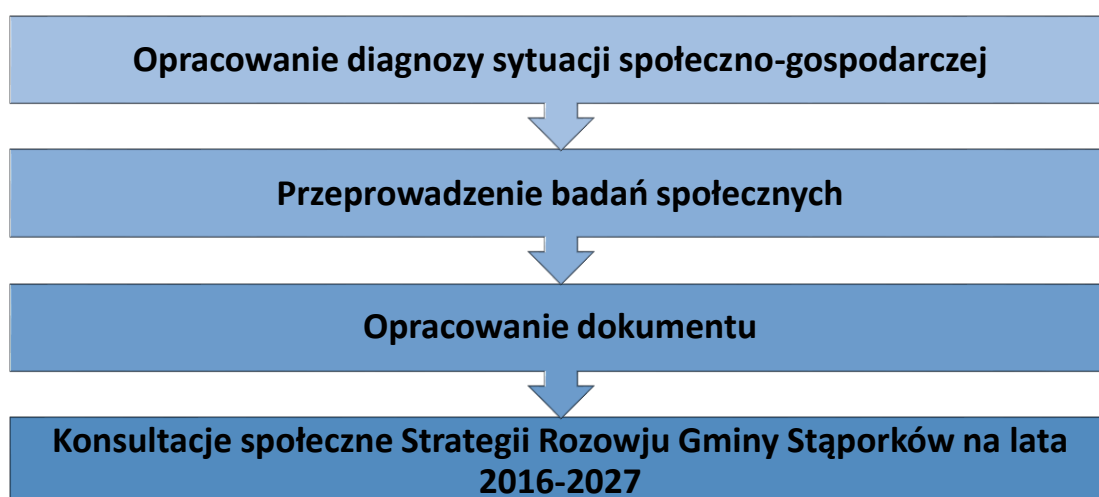 Opracowanie diagnozy sytuacji społeczno-gospodarczej
Przeprowadzenie badań społecznych
Opracowanie dokumentu
Konsultacje społeczne Strategii Rozowju Gminy Stąporków na lata
2016-2027